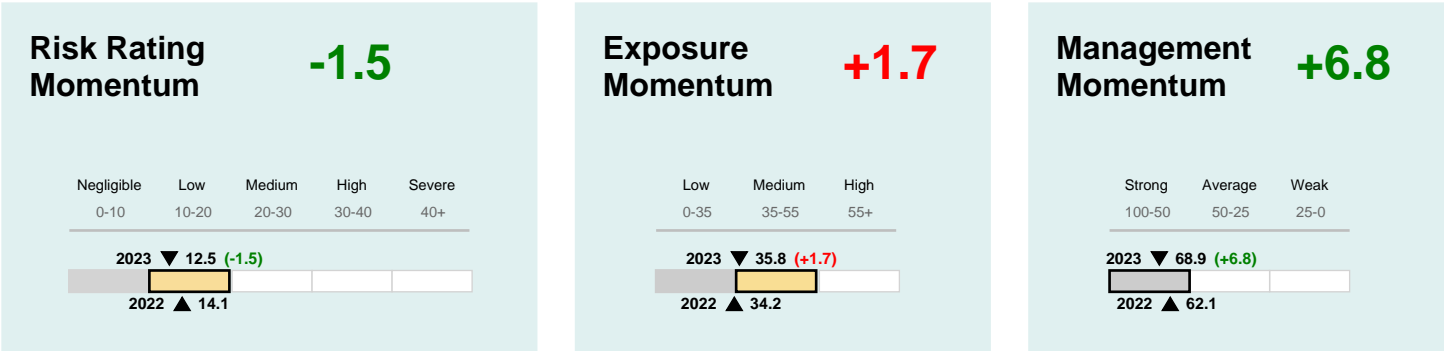 Risk Rating
Momentum
-1.5
Negligible Low Medium High Severe
0-10 10-20 20-30 30-40 40+
2023 ▼ 12.5 (-1.5)
2022 ▲ 14.1
Exposure
Momentum
+1.7
Low Medium High
0-35 35-55 55+
2023 ▼ 35.8 (+1.7)
2022 ▲ 34.2
Management
Momentum
+6.8
Strong Average Weak
100-50 50-25 25-0
2023 ▼ 68.9 (+6.8)
2022 ▲ 62.1